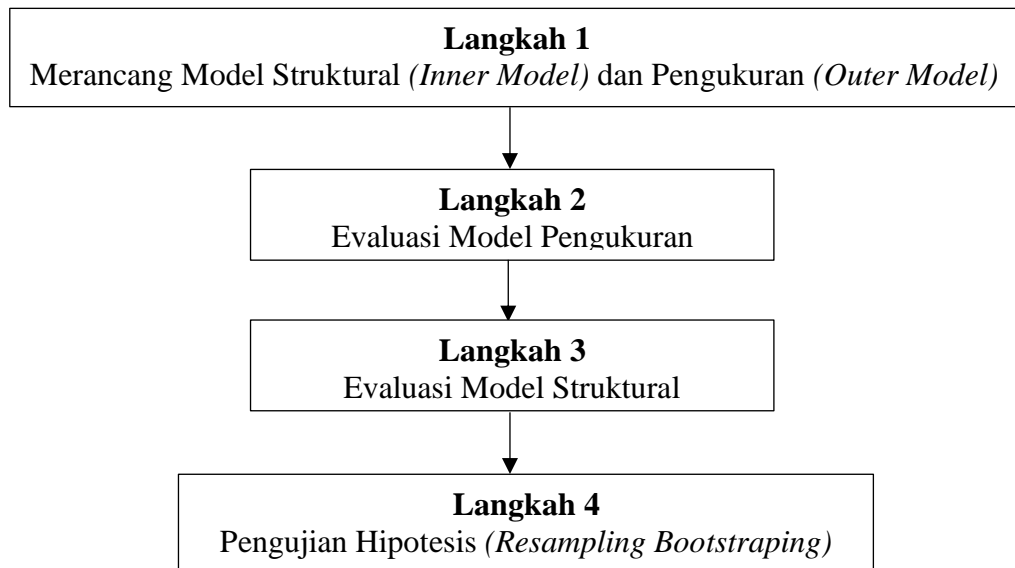 Langkah 1
Merancang Model Struktural (Inner Model) dan Pengukuran (Outer Model)
Langkah 2
Evaluasi Model Pengukuran
Langkah 3
Evaluasi Model Struktural
Langkah 4
Pengujian Hipotesis (Resampling Bootstraping)